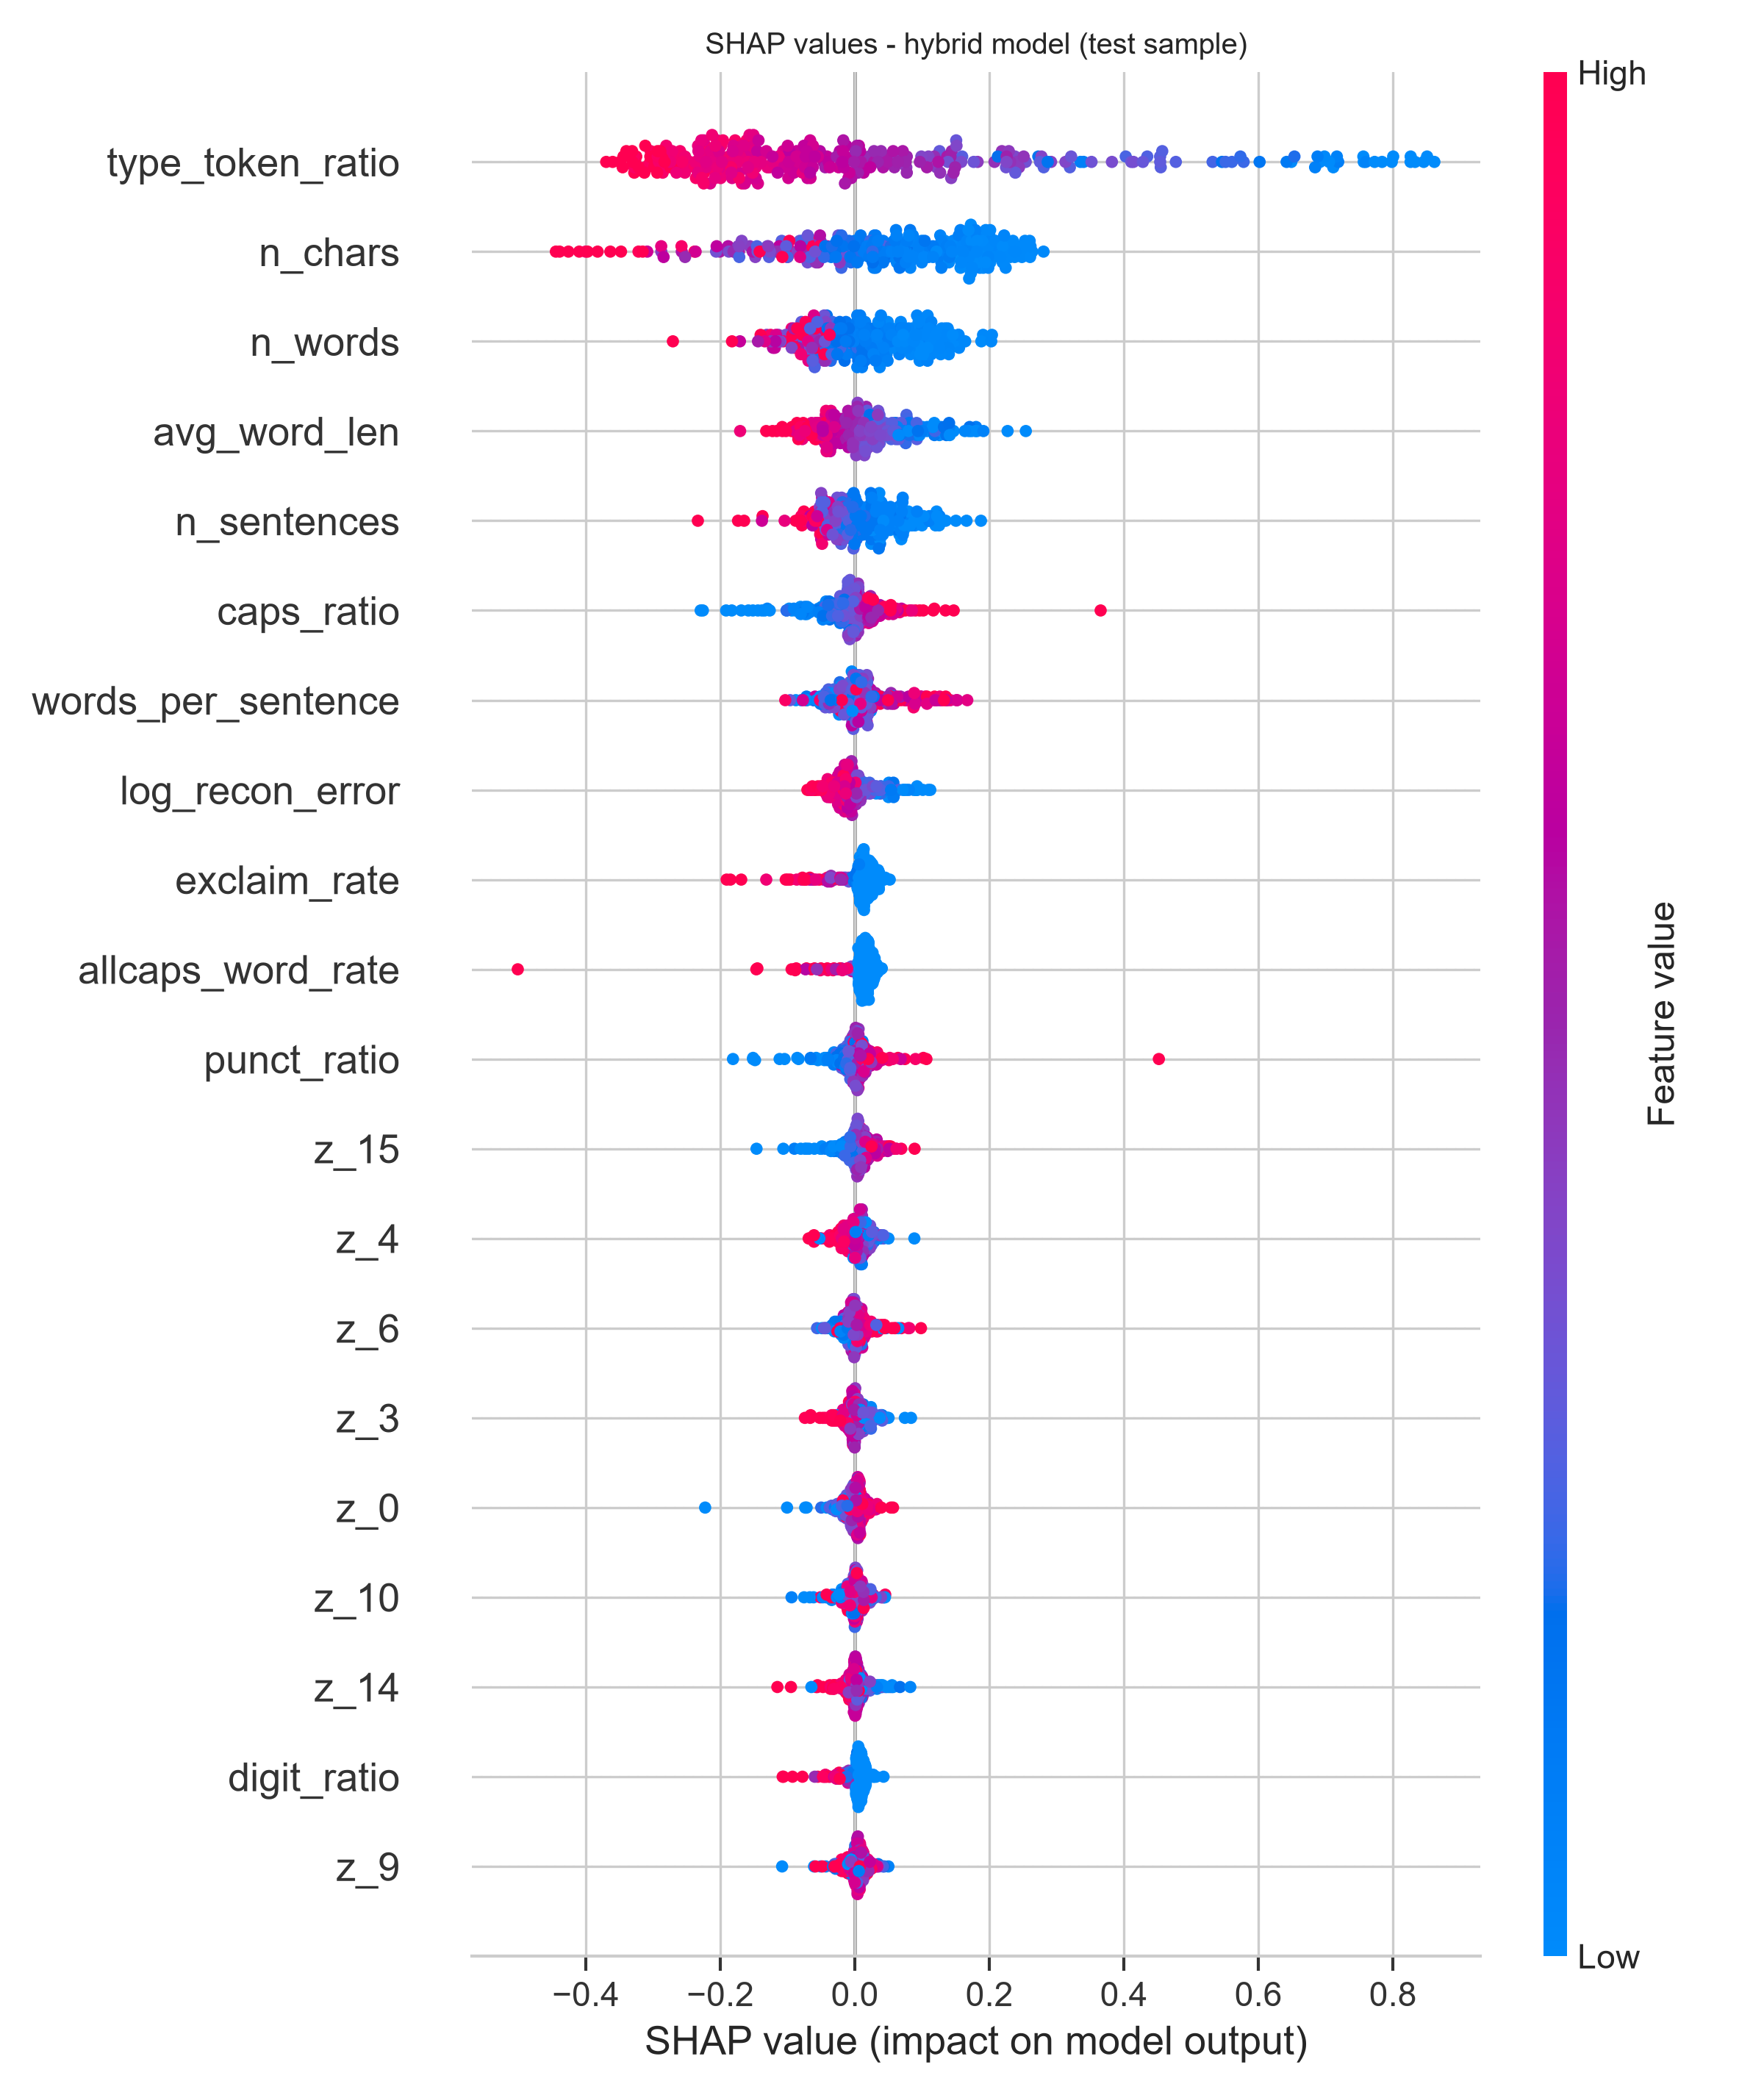 SHAP values - hybrid model (test sample)
High
type_token_ratio
n_chars
n_words
avg_word_len
n_sentences
caps_ratio
words_per_sentence
log_recon_error
exclaim_rate
allcaps_word_rate
punct_ratio
z_15
z_4
z_6
z_3
z_0
z_10
z_14
digit_ratio
z_9
Feature value
Low
−0.4 −0.2 0.0 0.2 0.4 0.6 0.8
SHAP value (impact on model output)